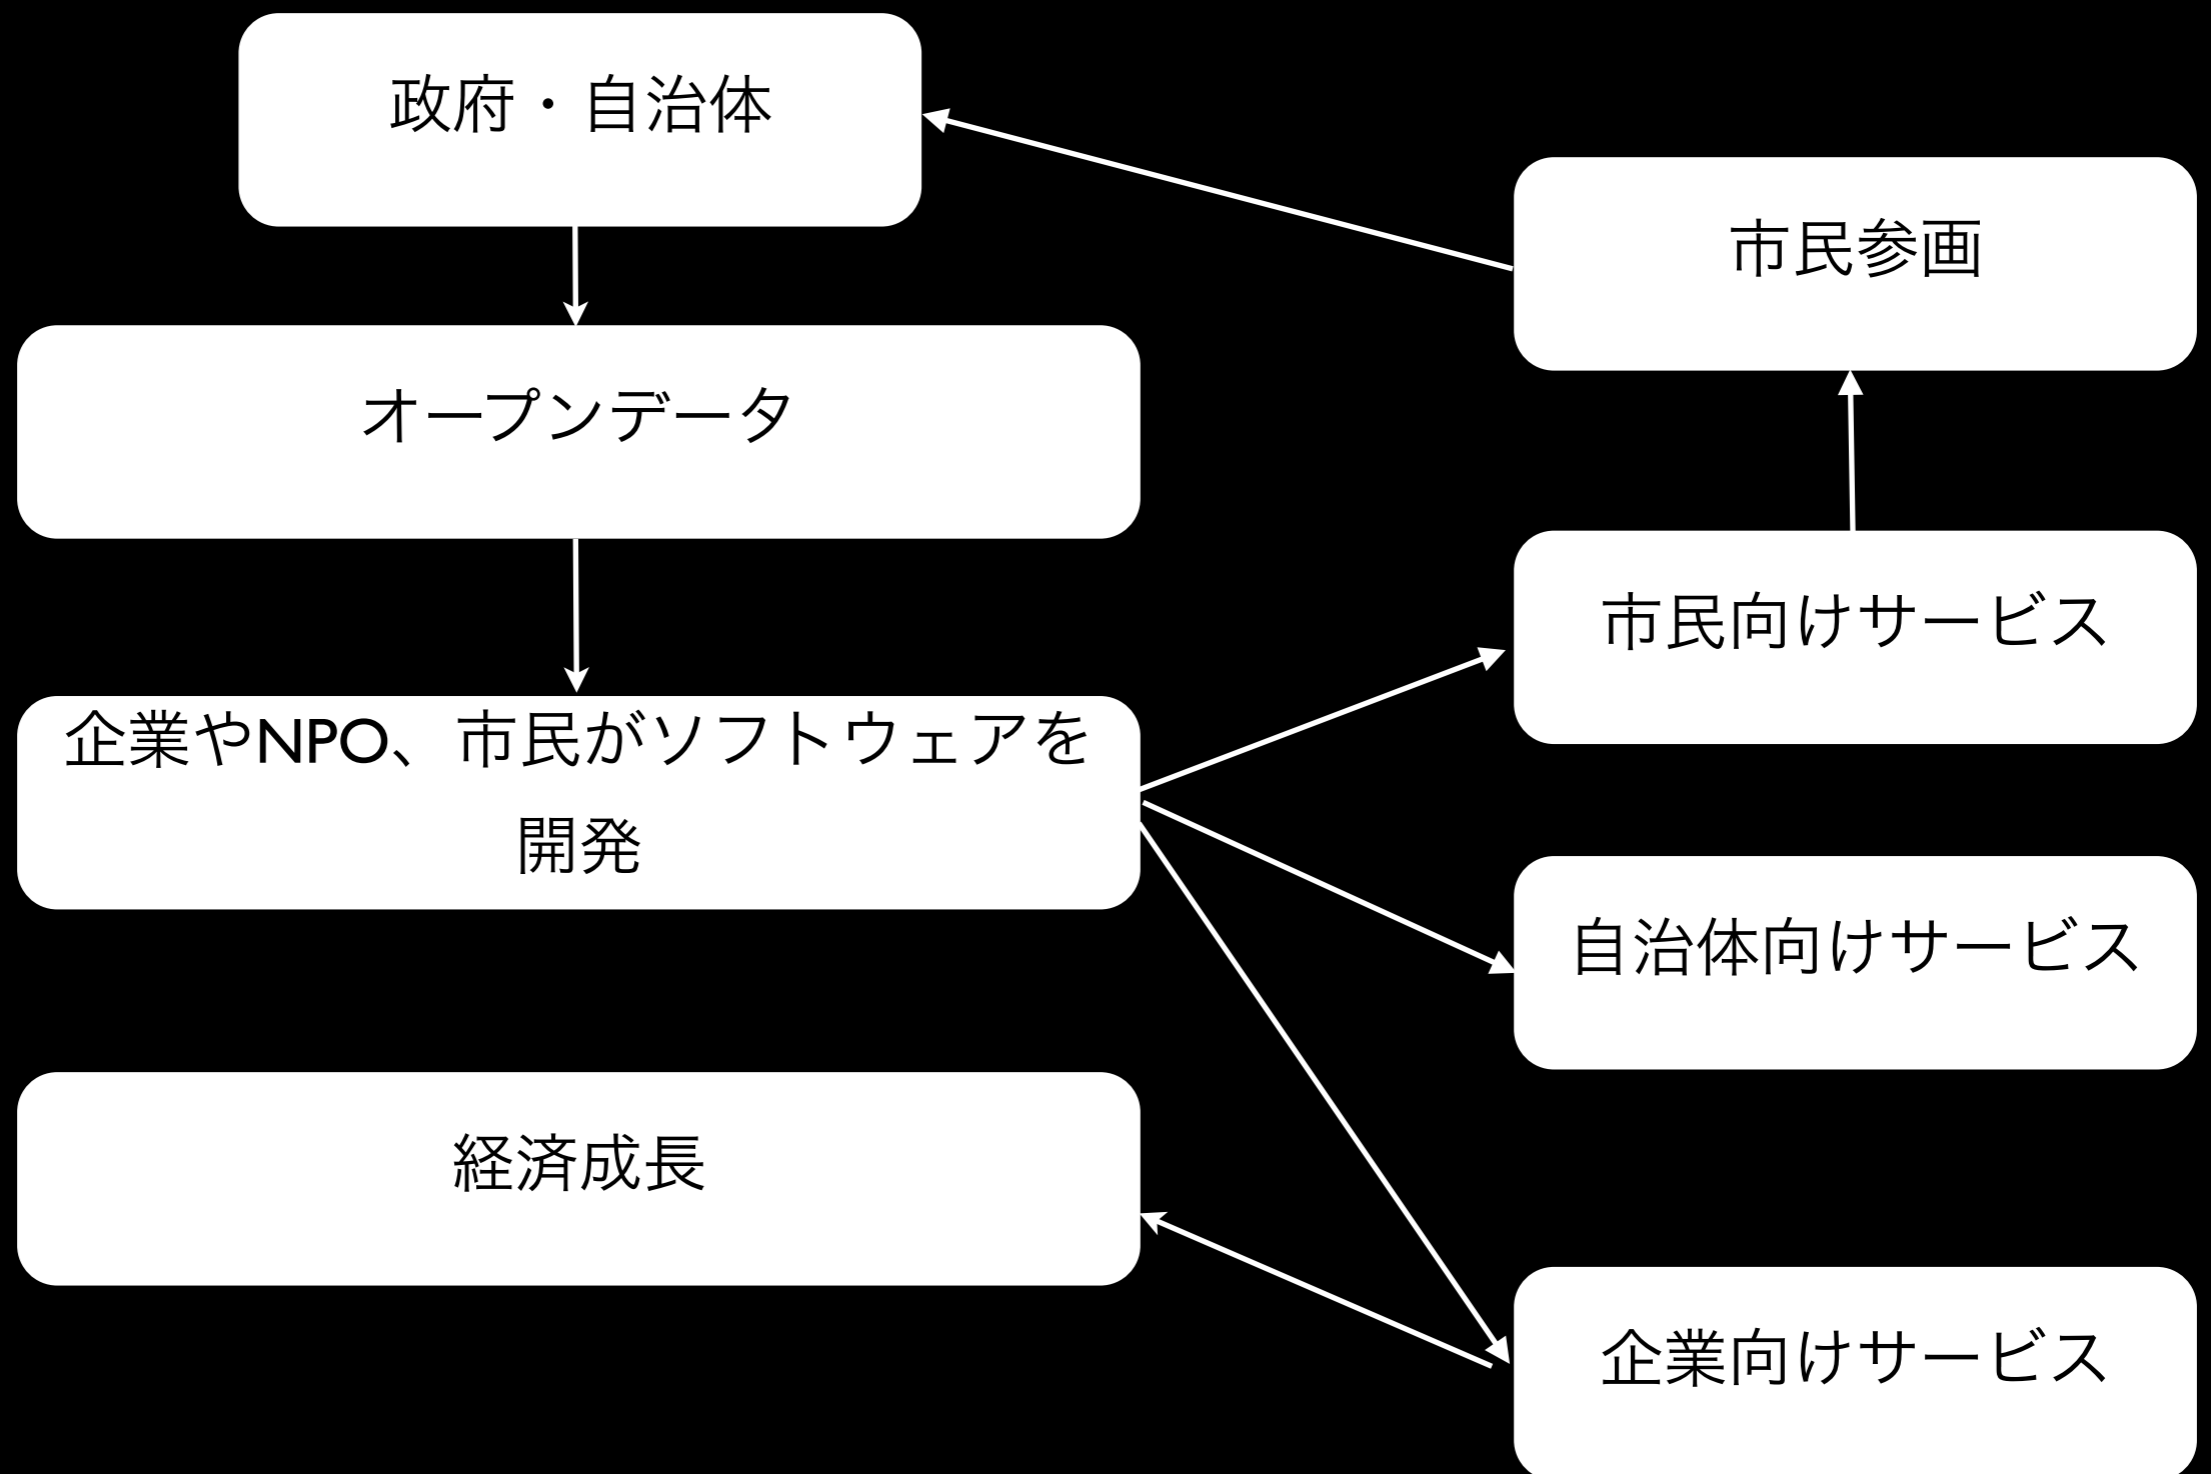 政府・自治体
市民参画
オープンデータ
市民向けサービス
企業やNPO、市民がソフトウェアを
開発
自治体向けサービス
経済成長
企業向けサービス